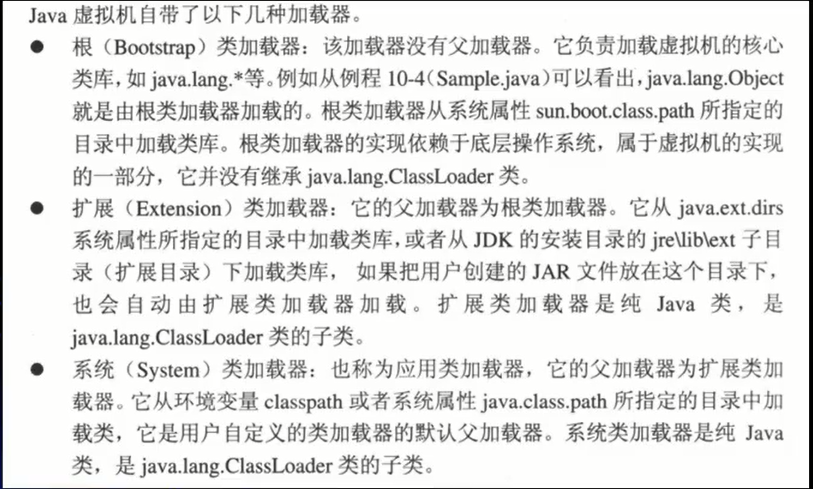 Java 虚拟机自带了以下几种加载器。
● 根（Bootstrap）类加载器：该加载器没有父加载器。它负责加载虚拟机的核心
类库，如 java.lang.*等。例如从例程 10-4（Sample.java）可以看出，java.lang.Object
就是由根类加载器加载的。根类加载器从系统属性 sun.boot.class.path 所指定的
目录中加载类库。根类加载器的实现依赖于底层操作系统，属于虚拟机的实现
的一部分，它并没有继承 java.lang.ClassLoader 类。
● 扩展（Extension）类加载器：它的父加载器为根类加载器。它从 java.ext.dirs
系统属性所指定的目录中加载类库，或者从 JDK 的安装目录的 jre\lib\ext 子目
录（扩展目录）下加载类库， 如果把用户创建的 JAR 文件放在这个目录下，
也会自动由扩展类加载器加载。扩展类加载器是纯 Java 类，是
java.lang.ClassLoader 类的子类。
● 系统（System）类加载器：也称为应用类加载器，它的父加载器为扩展类加
载器。它从环境变量 classpath 或者系统属性 java.class.path 所指定的目录中加
载类，它是用户自定义的类加载器的默认父加载器。系统类加载器是纯 Java
类，是 java.lang.ClassLoader 类的子类。